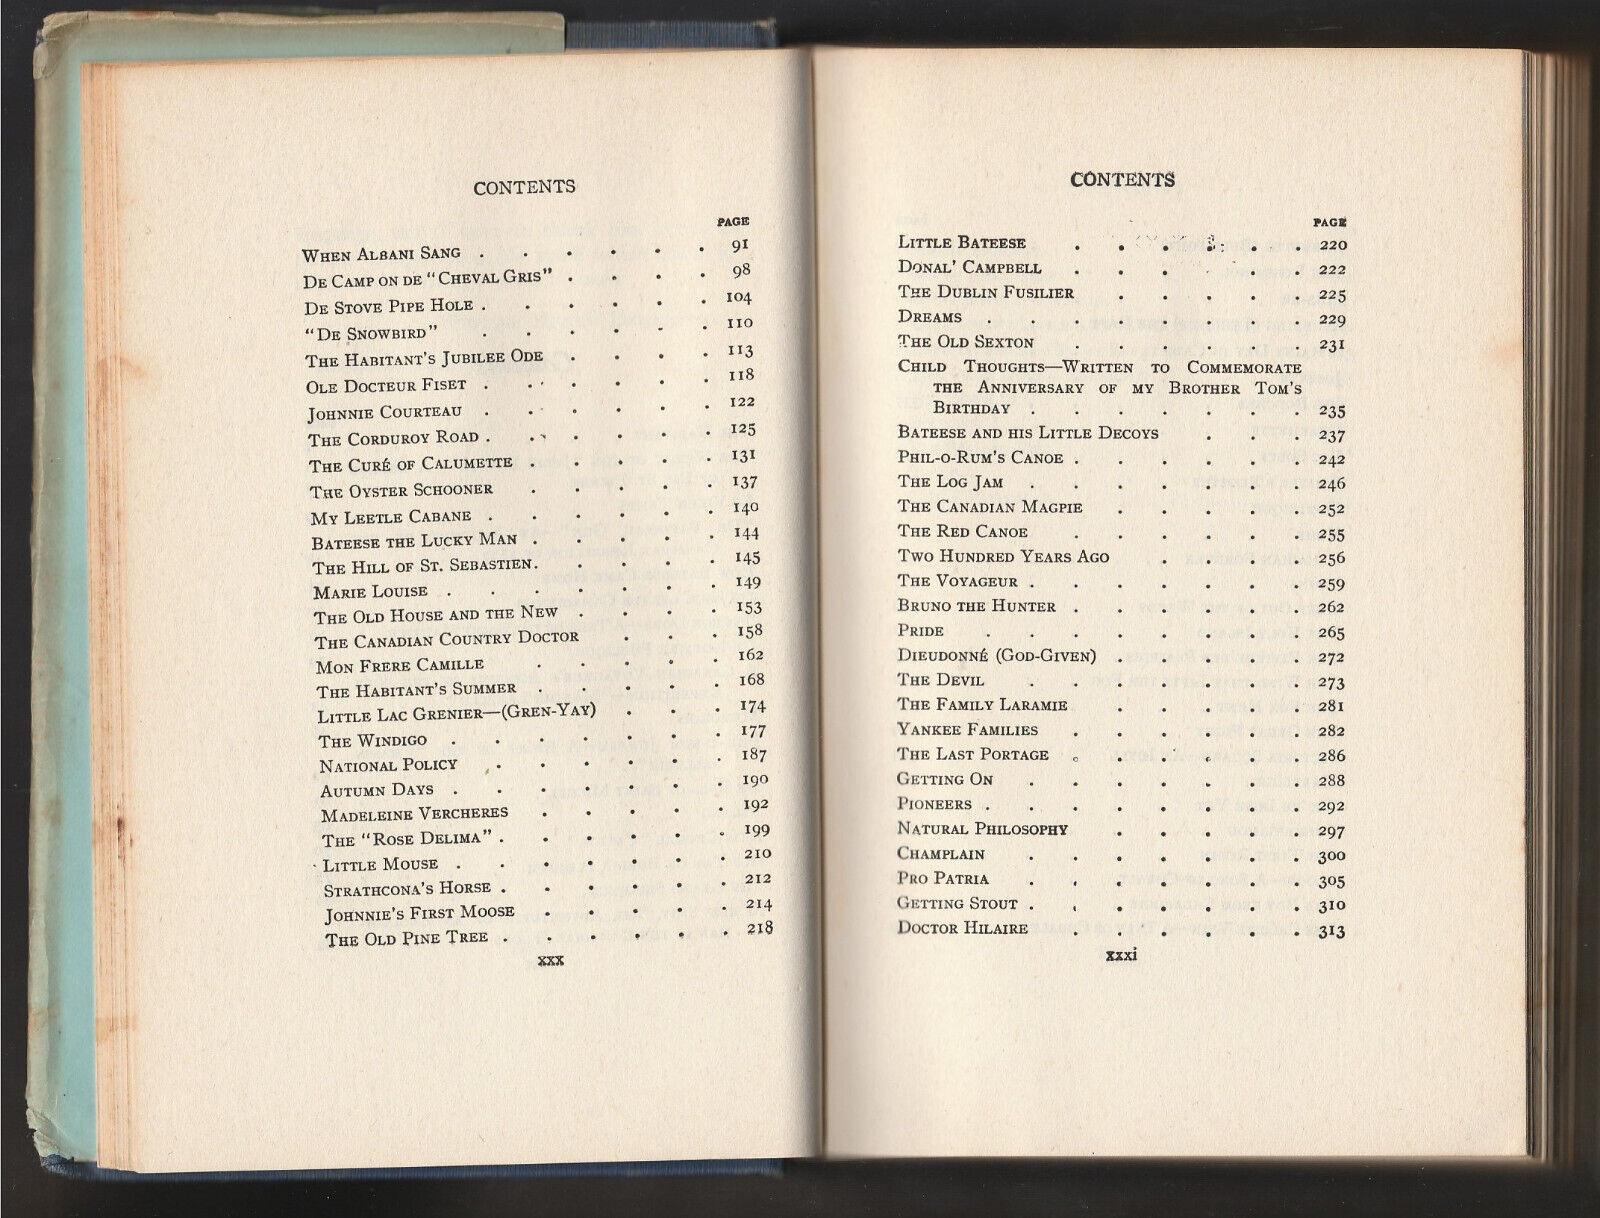 CONTENTS
PAGE
WHEN ALBANI SANG . . . . . . 91
DE CAMP ON DE "CHEVAL GRIS" . . . . 98
DE STOVE PIPE HOLE . . . . . . 104
"DE SNOWBIRD" . . . . . . 110
THE HABITANT'S JUBILEE ODE . . . . 113
OLE DOCTEUR FISET . . . . . . 118
JOHNNIE COURTEAU . . . . . . 122
THE CORDUROY ROAD . . . . . . 125
THE CURÉ OF CALUMETTE . . . . . 131
THE OYSTER SCHOONER . . . . . 137
MY LEETLE CABANE . . . . . . 140
BATEESE THE LUCKY MAN . . . . . 144
THE HILL OF ST. SEBASTIEN . . . . . 145
MARIE LOUISE . . . . . . . 149
THE OLD HOUSE AND THE NEW . . . . 153
THE CANADIAN COUNTRY DOCTOR . . . 158
MON FRERE CAMILLE . . . . . 162
THE HABITANT'S SUMMER . . . . . 168
LITTLE LAC GRENIER—(GREN-YAY) . . . 174
THE WINDIGO . . . . . . . 177
NATIONAL POLICY . . . . . . 187
AUTUMN DAYS . . . . . . . 190
MADELEINE VERCHERES . . . . . 192
THE "ROSE DELIMA" . . . . . . 199
LITTLE MOUSE . . . . . . . 210
STRATHCONA'S HORSE . . . . . . 212
JOHNNIE'S FIRST MOOSE . . . . . 214
THE OLD PINE TREE . . . . . . 218
xxx
CONTENTS
PAGE
LITTLE BATEESE . . . . . . 220
DONAL' CAMPBELL . . . . . . 222
THE DUBLIN FUSILIER . . . . . 225
DREAMS . . . . . . . . 229
THE OLD SEXTON . . . . . . 231
CHILD THOUGHTS—WRITTEN TO COMMEMORATE
THE ANNIVERSARY OF MY BROTHER TOM'S
BIRTHDAY . . . . . . . 235
BATEESE AND HIS LITTLE DECOYS . . . 237
PHIL-O-RUM'S CANOE . . . . . . 242
THE LOG JAM . . . . . . . 246
THE CANADIAN MAGPIE . . . . . 252
THE RED CANOE . . . . . . 255
TWO HUNDRED YEARS AGO . . . . 256
THE VOYAGEUR . . . . . . . 259
BRUNO THE HUNTER . . . . . . 262
PRIDE . . . . . . . . 265
DIEUDONNÉ (GOD-GIVEN) . . . . . 272
THE DEVIL . . . . . . . 273
THE FAMILY LARAMIE . . . . . 281
YANKEE FAMILIES . . . . . . 282
THE LAST PORTAGE . . . . . . 286
GETTING ON . . . . . . . 288
PIONEERS . . . . . . . . 292
NATURAL PHILOSOPHY . . . . . 297
CHAMPLAIN . . . . . . . 300
PRO PATRIA . . . . . . . 305
GETTING STOUT . . . . . . . 310
DOCTOR HILAIRE . . . . . . 313
xxxi